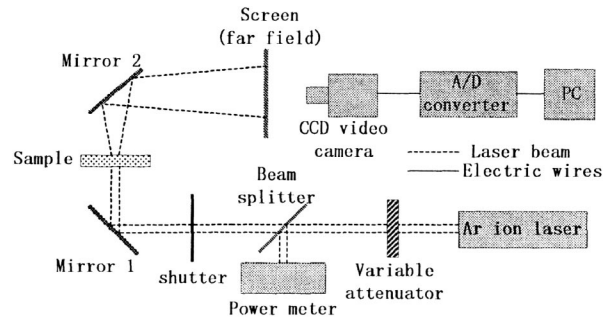 Screen
(far field)
Mirror 2
A/D
converter
PC
CCD video
camera
Sample
Laser beam
Electric wires
Beam
splitter
Ar ion laser
Mirror 1
shutter
Variable
attenuator
Power meter